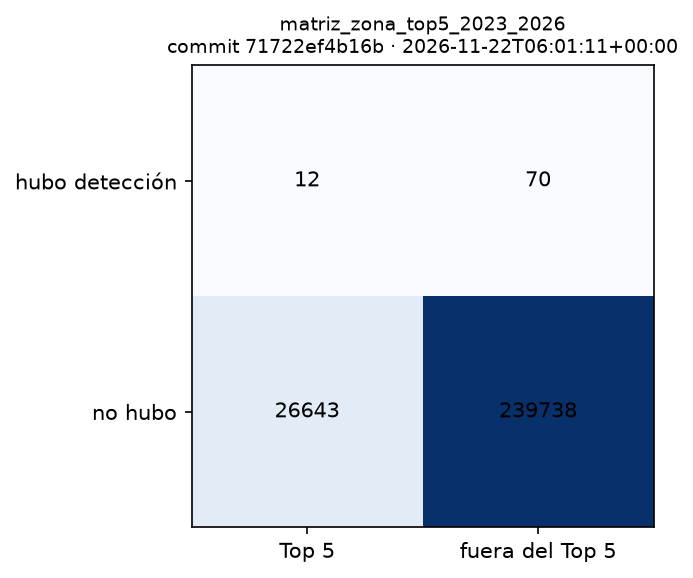 matriz_zona_top5_2023_2026
commit 71722ef4b16b · 2026-11-22T06:01:11+00:00
hubo detección
12
70
no hubo
26643
239738
Top 5
fuera del Top 5